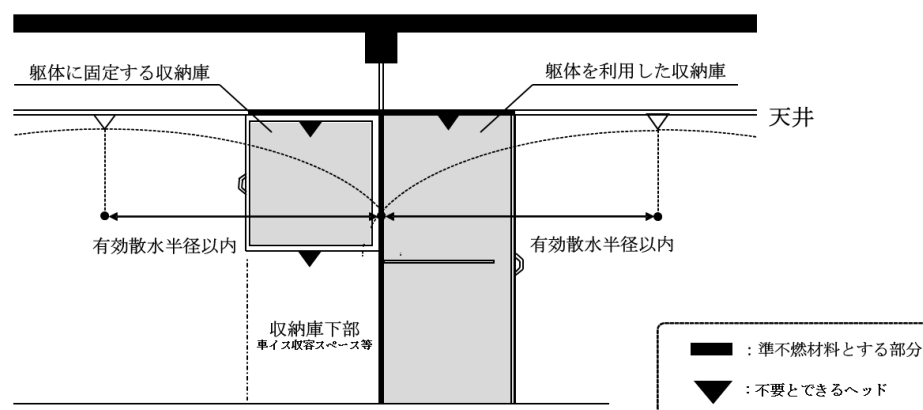 躯体に固定する収納庫
躯体を利用した収納庫
天井
有効散水半径以内
有効散水半径以内
収納庫下部
車イス収容スペース等
：準不燃材料とする部分
：不要とできるヘッド